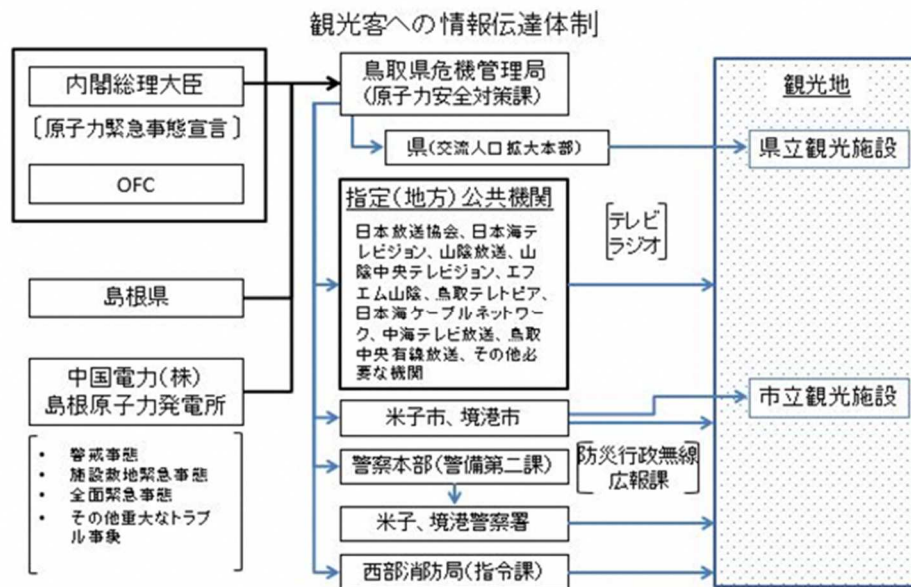 観光客への情報伝達体制
内閣総理大臣
[原子力緊急事態宣言]
OFC
島根県
中国電力(株)
島根原子力発電所
・ 警戒事態
・ 施設敷地緊急事態
・ 全面緊急事態
・ その他重大なトラブ
ル事象
鳥取県危機管理局
(原子力安全対策課)
県(交流人口拡大本部)
指定(地方)公共機関
日本放送協会、日本海テ
レビジョン、山陰放送、山
陰中央テレビジョン、エフ
エム山陰、鳥取テレトピア、
日本海ケーブルネットワー
ク、中海テレビ放送、鳥取
中央有線放送、その他必
要な機関
米子市、境港市
警察本部(警備第二課)
米子、境港警察署
西部消防局(指令課)
テレビ
ラジオ
防災行政無線
広報課
観光地
県立観光施設
市立観光施設